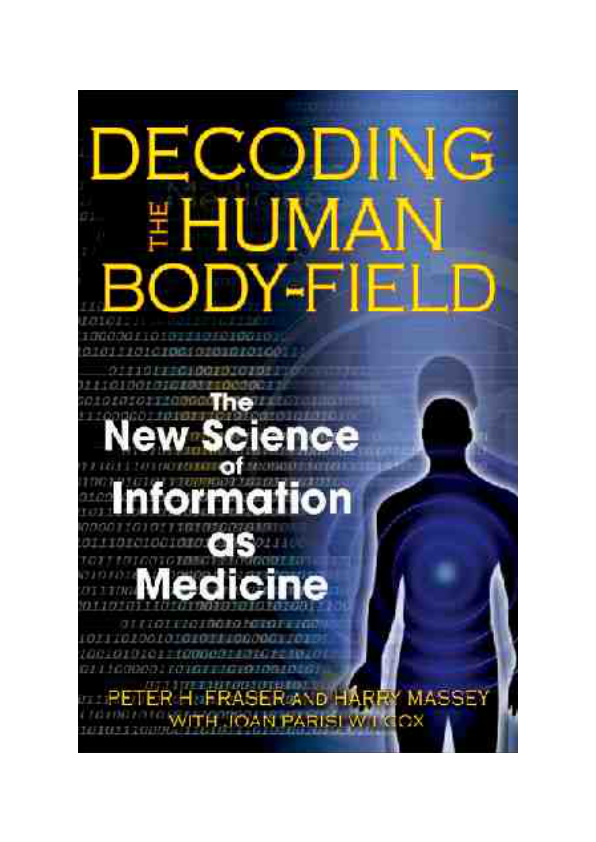 DECODING
THE HUMAN
BODY-FIELD
The
New Science
of
Information
as
Medicine
PETER H. FRASER AND HARRY MASSEY
WITH JOAN PARISI WILCOX